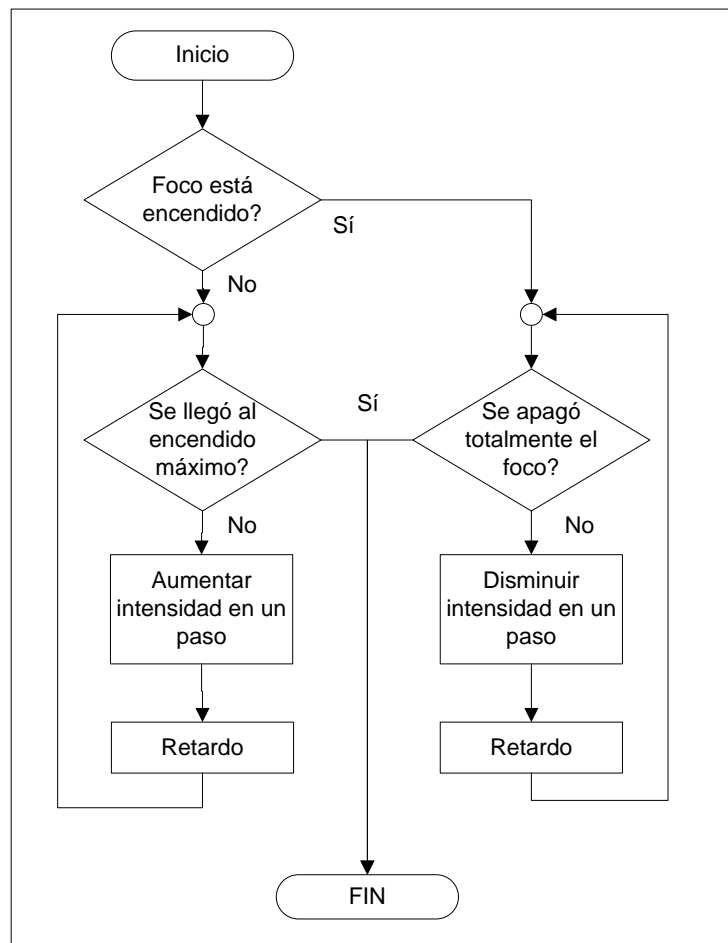 Inicio
Foco está
encendido?
Sí
No
Se llegó al
encendido
máximo?
Sí
Se apagó
totalmente el
foco?
No
No
Aumentar
intensidad en un
paso
Disminuir
intensidad en un
paso
Retardo
Retardo
FIN